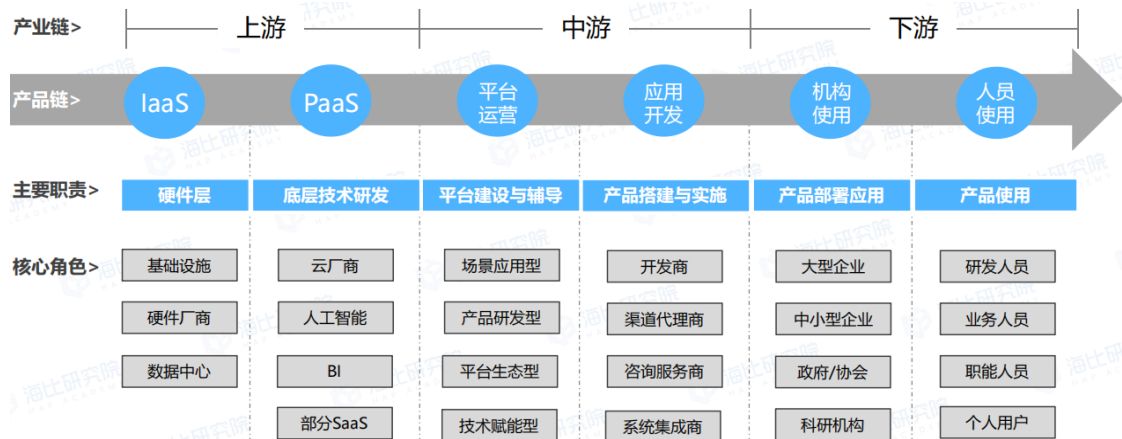 产业链>
上游
中游
下游
产品链>
IaaS
PaaS
平台
运营
应用
开发
机构
使用
人员
使用
主要职责>
硬件层
底层技术研发
平台建设与辅导
产品搭建与实施
产品部署应用
产品使用
核心角色>
基础设施
云厂商
场景应用型
开发商
大型企业
研发人员
硬件厂商
人工智能
产品研发型
渠道代理商
中小型企业
业务人员
数据中心
BI
平台生态型
咨询服务商
政府/协会
职能人员
部分SaaS
技术赋能型
系统集成商
科研机构
个人用户
海比研究院
HAP ACADEMY